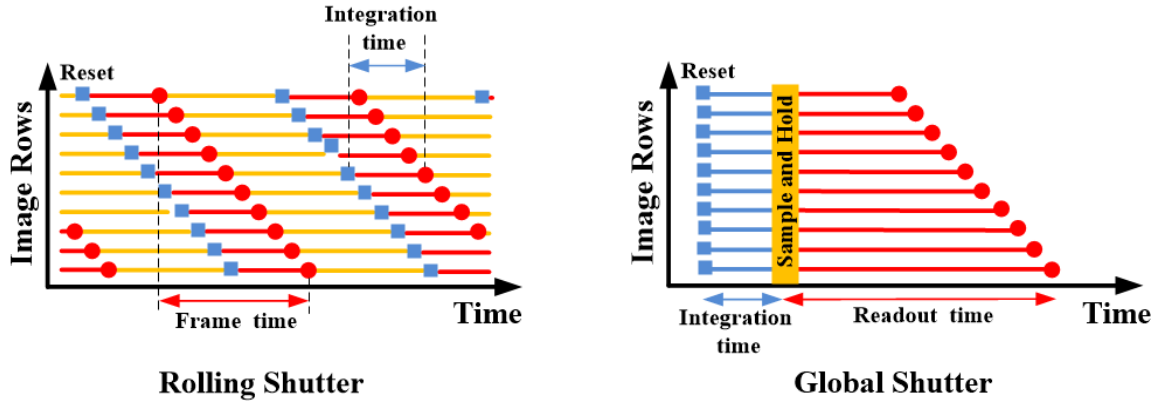 Integration
time
Reset
Image Rows
Frame time
Time
Rolling Shutter
Reset
Image Rows
Sample and Hold
Integration
time
Readout time
Time
Global Shutter